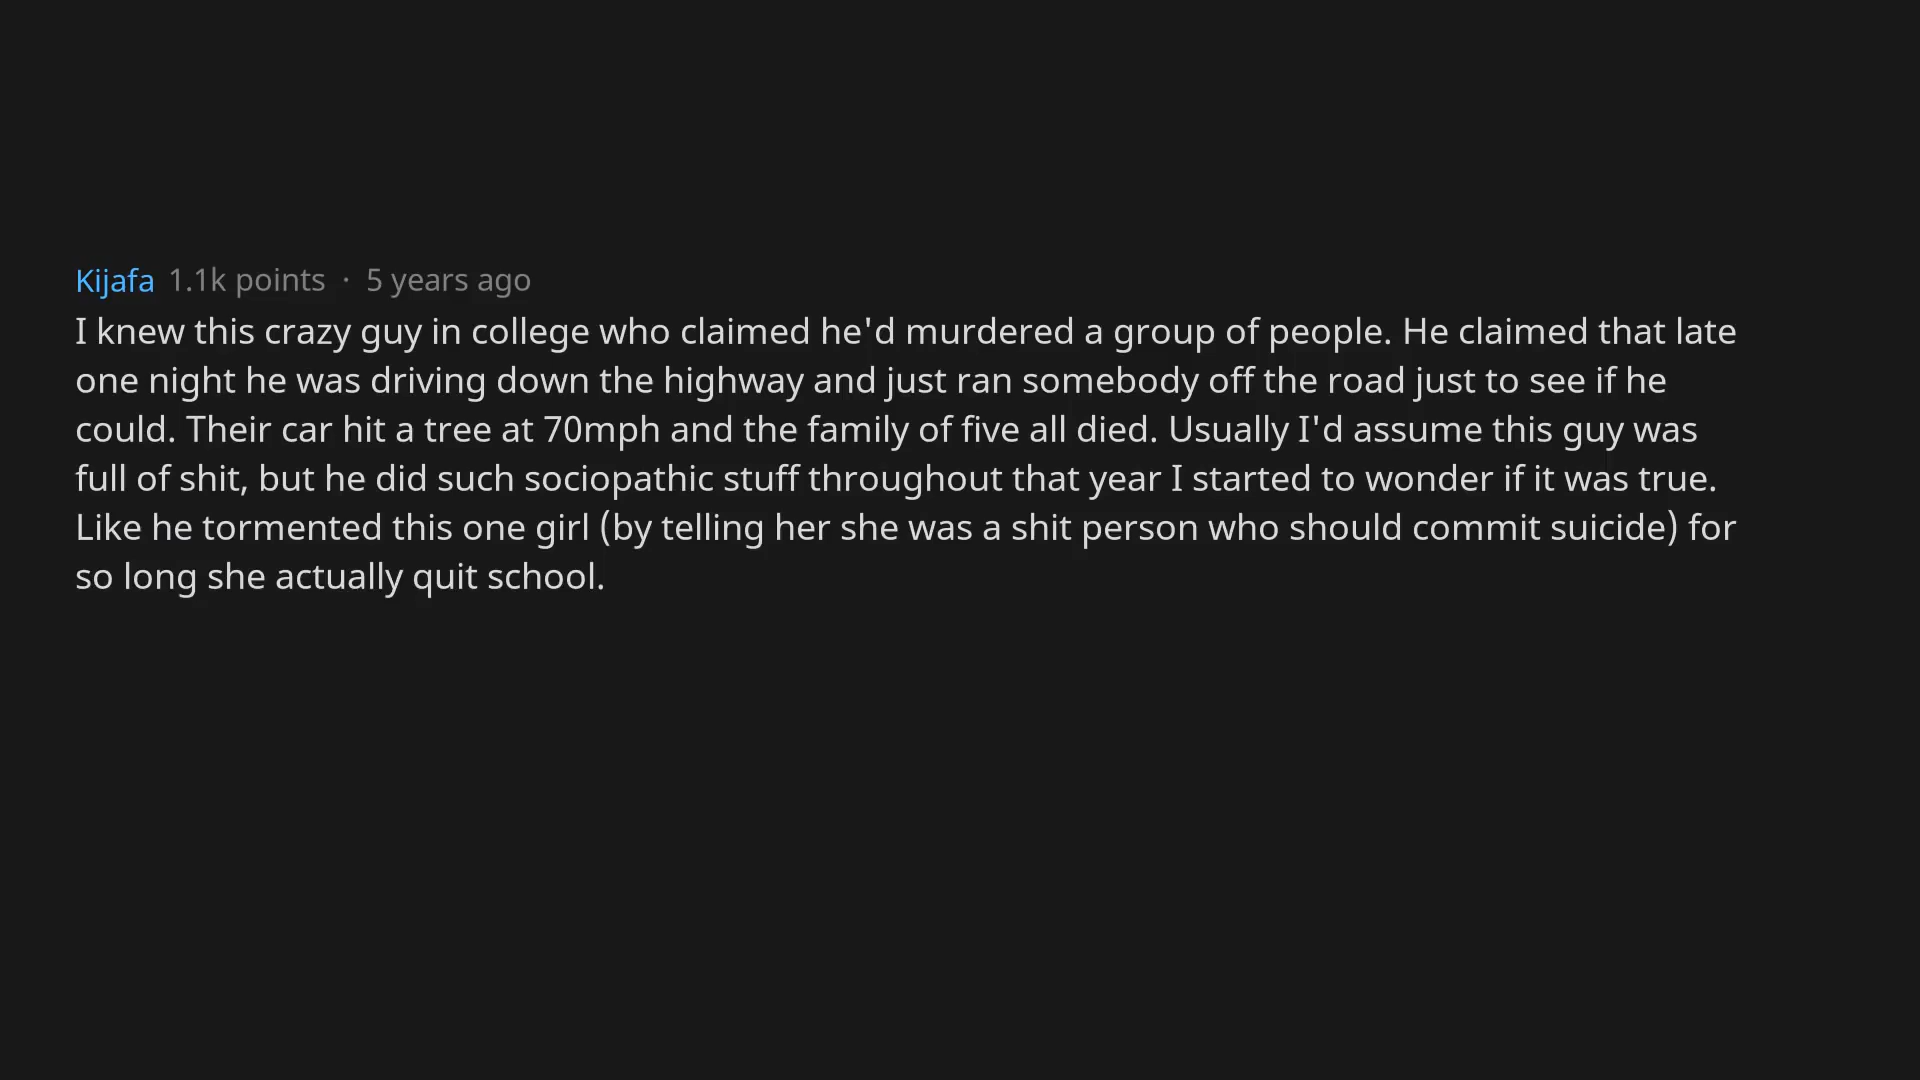 Kijafa 1.1k points · 5 years ago
I knew this crazy guy in college who claimed he'd murdered a group of people. He claimed that late
one night he was driving down the highway and just ran somebody off the road just to see if he
could. Their car hit a tree at 70mph and the family of five all died. Usually I'd assume this guy was
full of shit, but he did such sociopathic stuff throughout that year I started to wonder if it was true.
Like he tormented this one girl (by telling her she was a shit person who should commit suicide) for
so long she actually quit school.